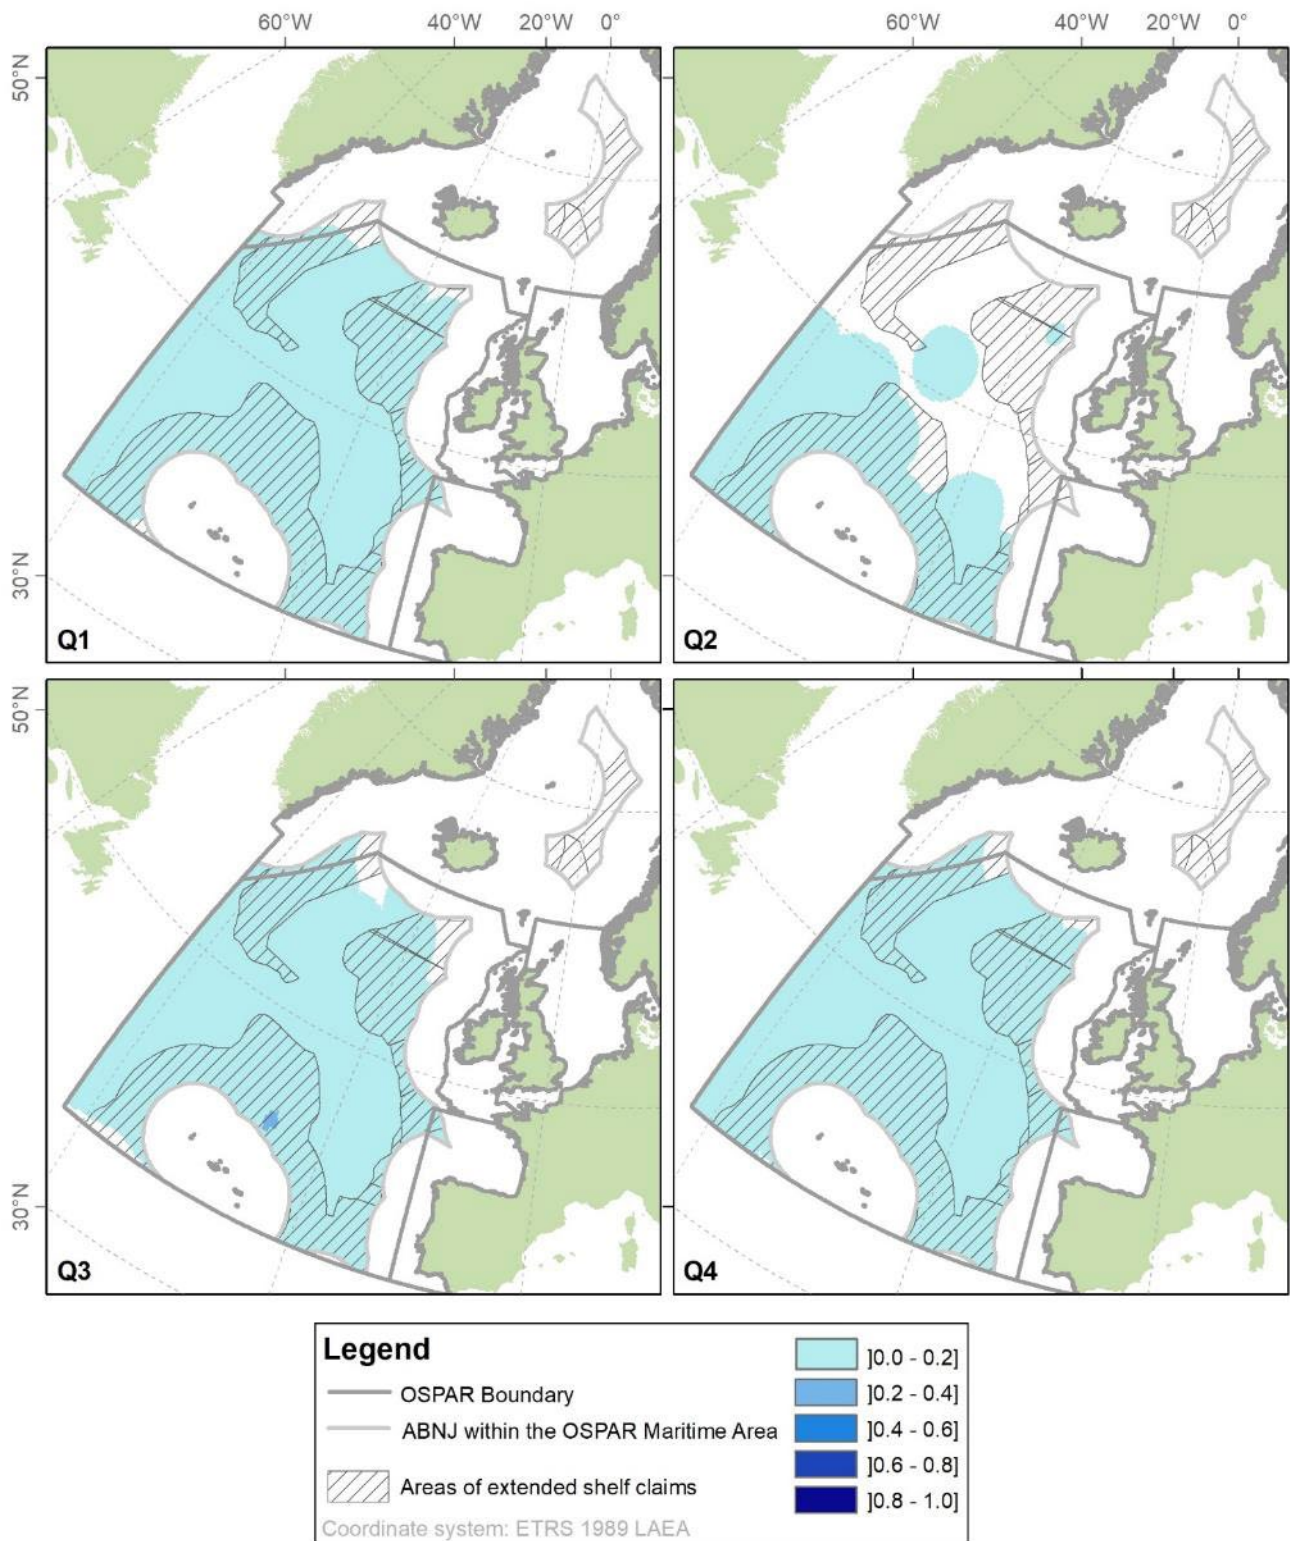 60°W 40°W 20°W 0° 40°W 20°W 0°
60°W
50°N
30°N
Q1 Q2
50°N
30°N
Q3 Q4
Legend
OSPAR Boundary
ABNJ within the OSPAR Maritime Area
Areas of extended shelf claims
Coordinate system: ETRS 1989 LAEA
]0.0 - 0.2]
]0.2 - 0.4]
]0.4 - 0.6]
]0.6 - 0.8]
]0.8 - 1.0]